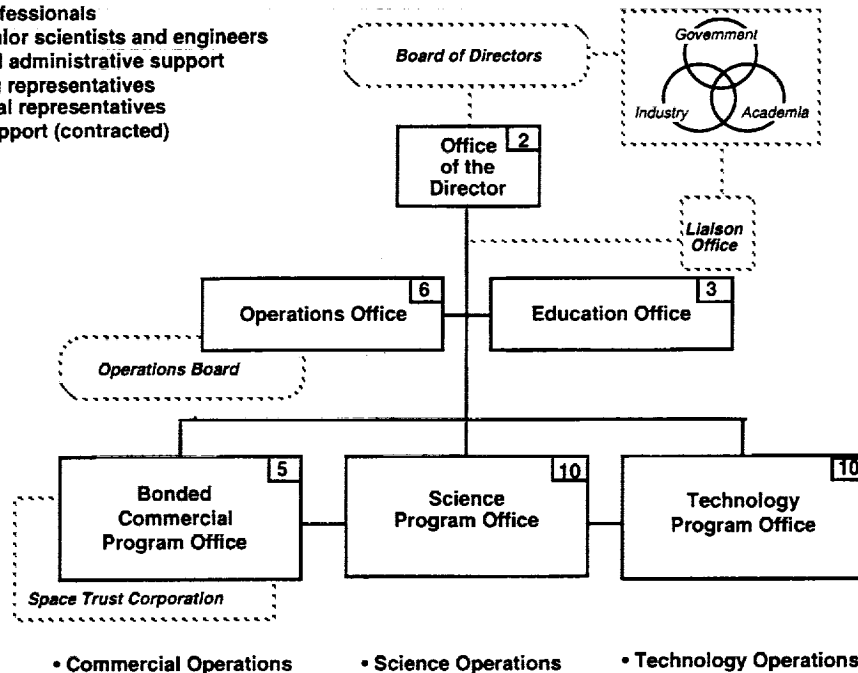 fessionals
ior scientists and engineers
administrative support
representatives
al representatives
pport (contracted)
Board of Directors
Government
Industry
Academia
2
Office
of the
Director
Liaison
Office
6
Operations Office
3
Education Office
Operations Board
5
Bonded
Commercial
Program Office
10
Science
Program Office
10
Technology
Program Office
Space Trust Corporation
• Commercial Operations
• Science Operations
• Technology Operations